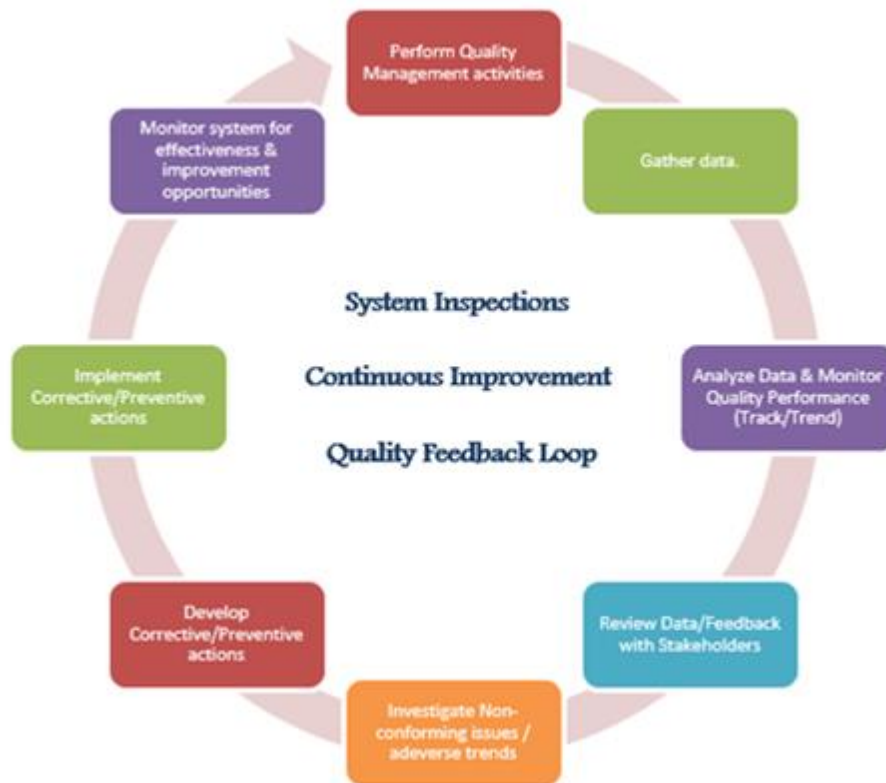 Perform Quality
Management activities
Gather data.
Analyze Data & Monitor
Quality Performance
(Track/Trend)
Review Data/Feedback
with Stakeholders
Investigate Non-
conforming issues /
adeverse trends
Develop
Corrective/Preventive
actions
Implement
Corrective/Preventive
actions
Monitor system for
effectiveness &
improvement
opportunities
System Inspections
Continuous Improvement
Quality Feedback Loop